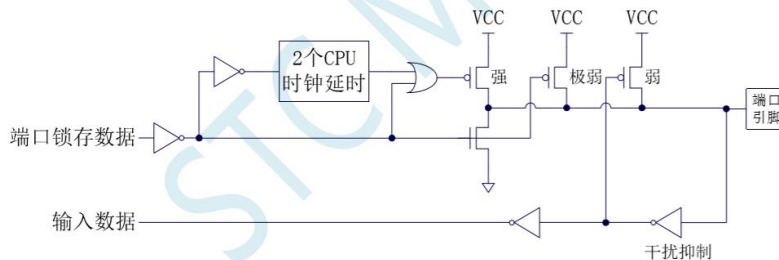 VCC
VCC
VCC
2个CPU
时钟延时
强
极弱
弱
端口
引脚
端口锁存数据
输入数据
干扰抑制
STCM